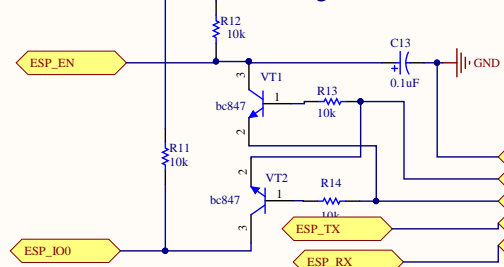 R12
10k
C13
ESP_EN
GND
3
VT1
+
0.1uF
R13
1
bc847
10k
2
R11
10k
2
VT2
R14
1
bc847
10k
3
ESP_TX
ESP_IO0
ESP_RX